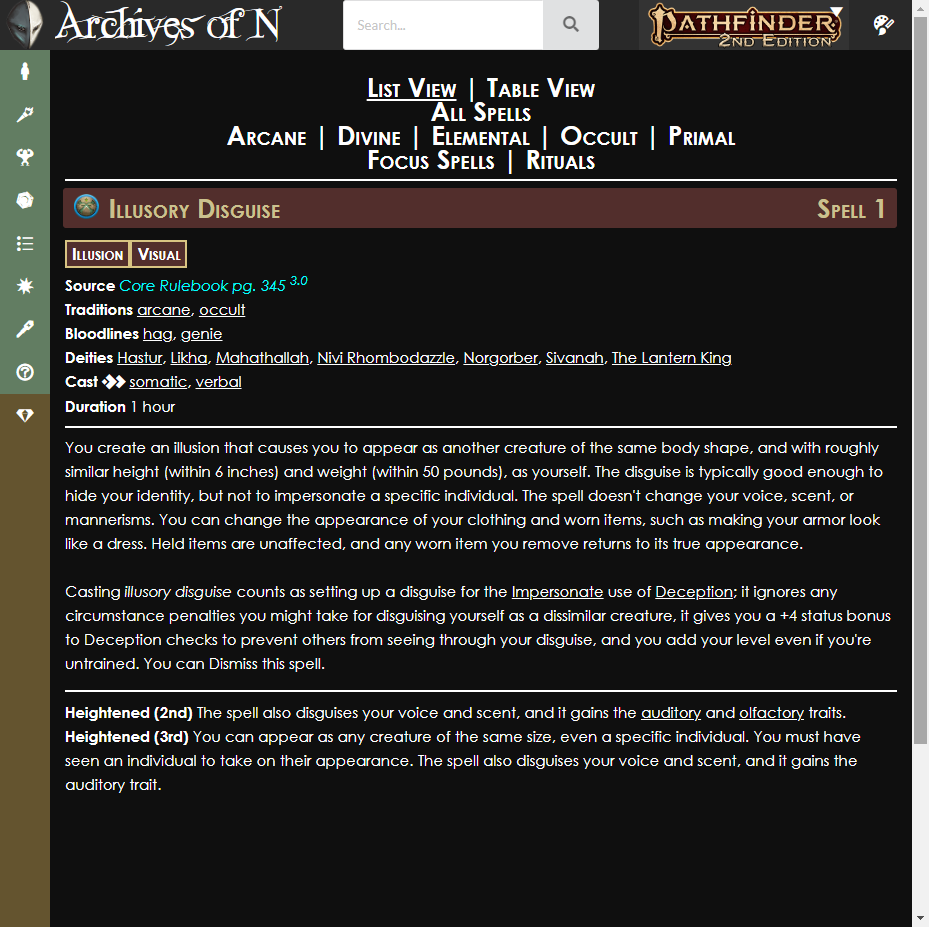 Archives of N
Search...
PATHFINDER
2ND EDITION
LIST VIEW | TABLE VIEW
ALL SPELLS
ARCANE | DIVINE | ELEMENTAL | OCCULT | PRIMAL
FOCUS SPELLS | RITUALS
ILLUSORY DISGUISE SPELL 1
ILLUSION VISUAL
Source Core Rulebook pg. 345 3.0
Traditions arcane, occult
Bloodlines hag, genie
Deities Hastur, Likha, Mahathallah, Nivi Rhombodazzle, Norgorber, Sivanah, The Lantern King
Cast somatic, verbal
Duration 1 hour
You create an illusion that causes you to appear as another creature of the same body shape, and with roughly
similar height (within 6 inches) and weight (within 50 pounds), as yourself. The disguise is typically good enough to
hide your identity, but not to impersonate a specific individual. The spell doesn't change your voice, scent, or
mannerisms. You can change the appearance of your clothing and worn items, such as making your armor look
like a dress. Held items are unaffected, and any worn item you remove returns to its true appearance.
Casting illusory disguise counts as setting up a disguise for the Impersonate use of Deception; it ignores any
circumstance penalties you might take for disguising yourself as a dissimilar creature, it gives you a +4 status bonus
to Deception checks to prevent others from seeing through your disguise, and you add your level even if you're
untrained. You can Dismiss this spell.
Heightened (2nd) The spell also disguises your voice and scent, and it gains the auditory and olfactory traits.
Heightened (3rd) You can appear as any creature of the same size, even a specific individual. You must have
seen an individual to take on their appearance. The spell also disguises your voice and scent, and it gains the
auditory trait.